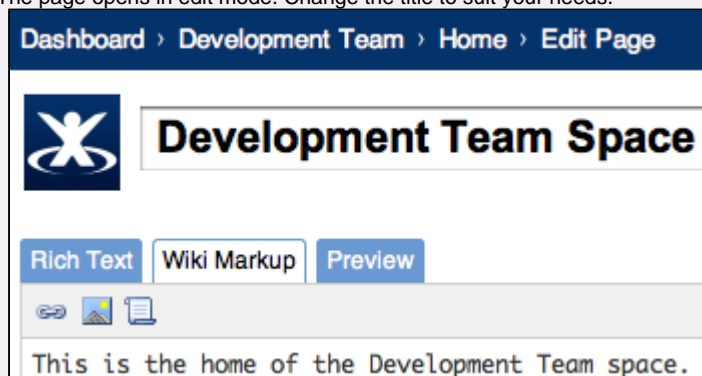 The page opens in edit mode. Change the title to suit your needs.
Dashboard > Development Team > Home > Edit Page
Development Team Space
Rich Text Wiki Markup Preview
This is the home of the Development Team space.